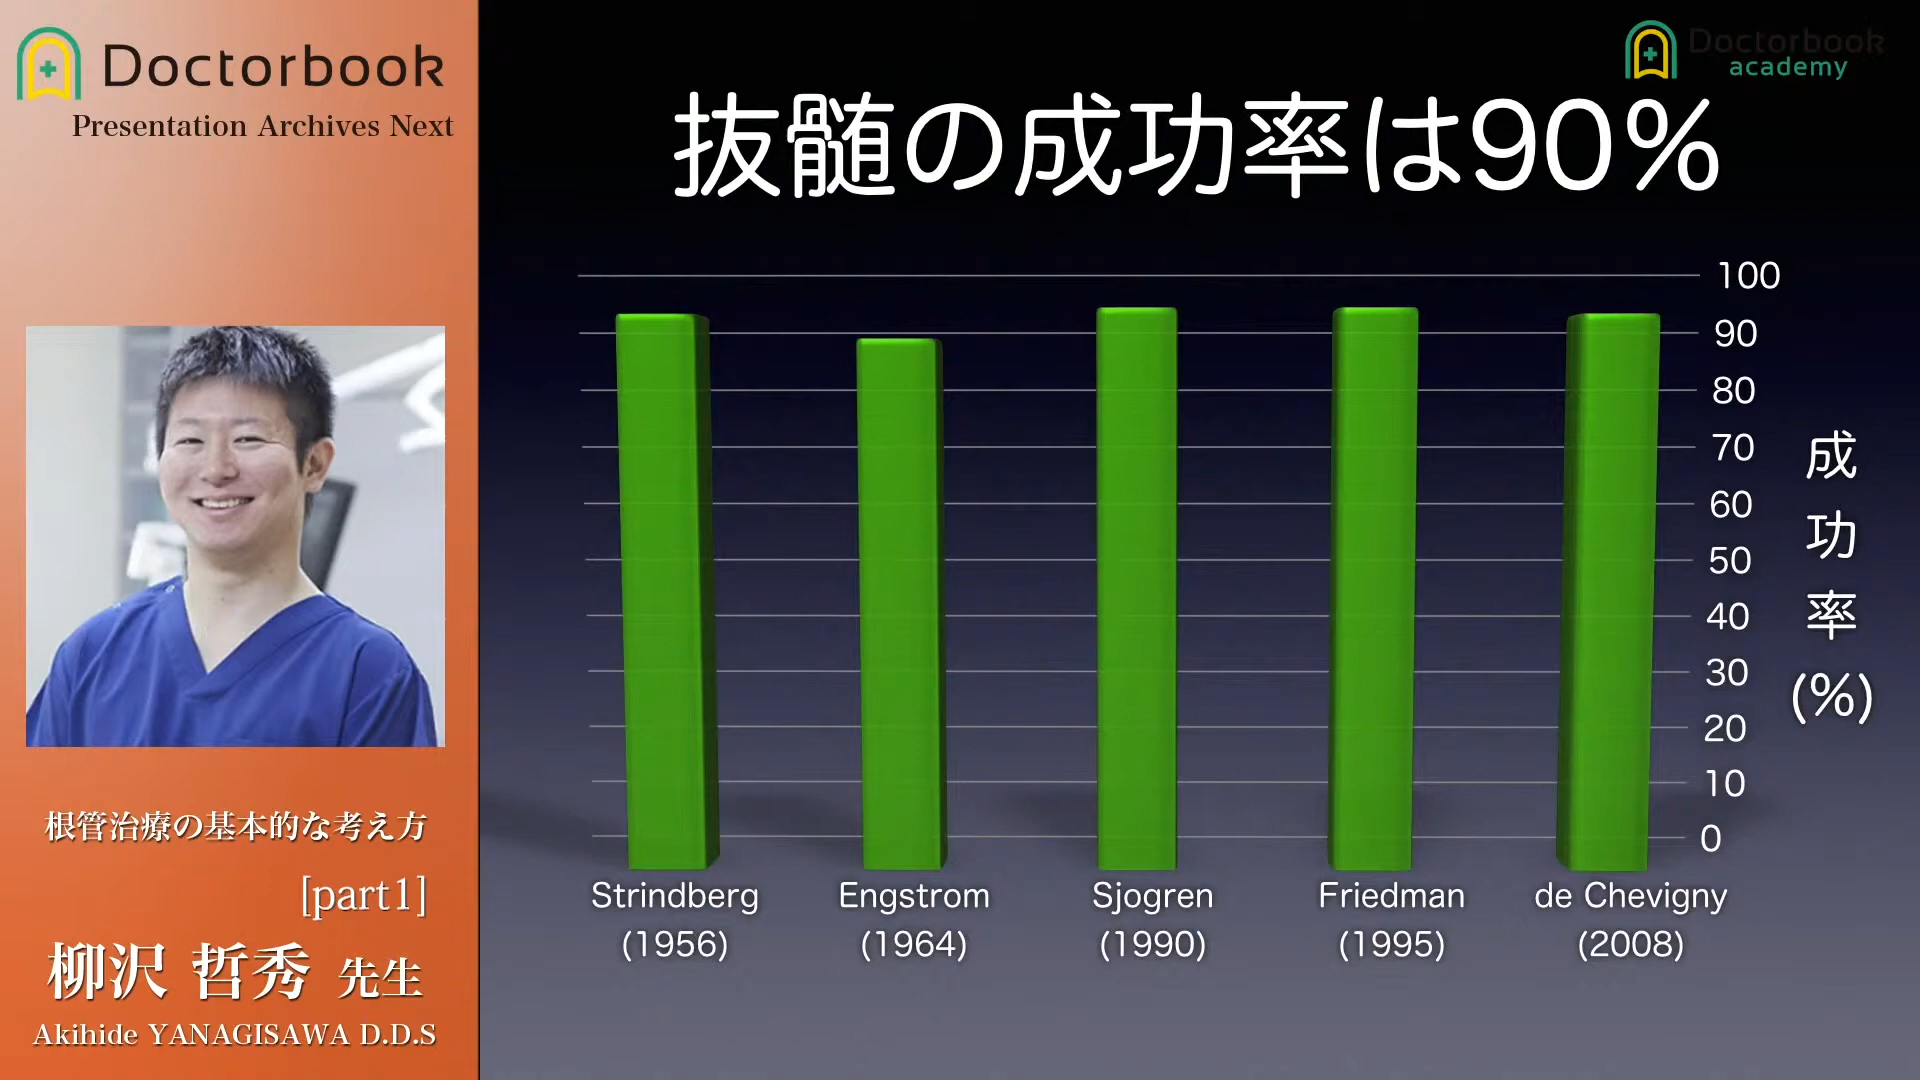 Doctorbook
Presentation Archives Next
根管治療の基本的な考え方
[part1]
柳沢 哲秀 先生
Akihide YANAGISAWA D.D.S
Doctorbook
academy
抜髄の成功率は90%
100
90
80
70
60
50
40
30
20
10
0
成功率(%)
Strindberg
(1956)
Engstrom
(1964)
Sjogren
(1990)
Friedman
(1995)
de Chevigny
(2008)